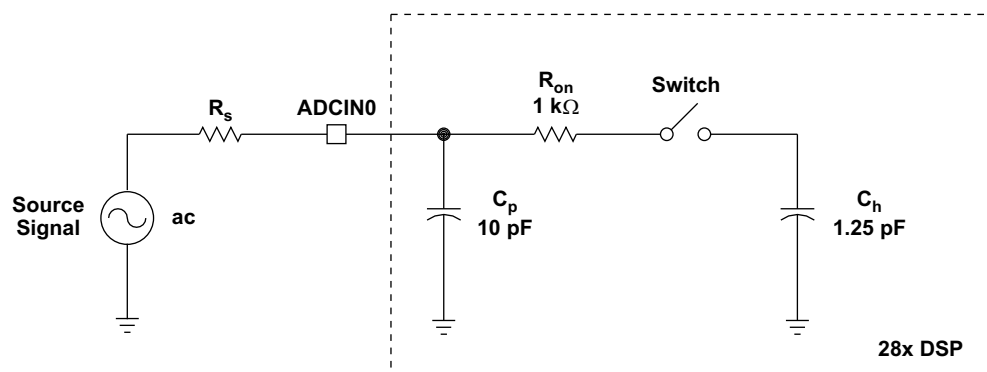 Rs
ADCIN0
Ron
1 kΩ
Switch
Source
Signal
ac
Cp
10 pF
Ch
1.25 pF
28x DSP